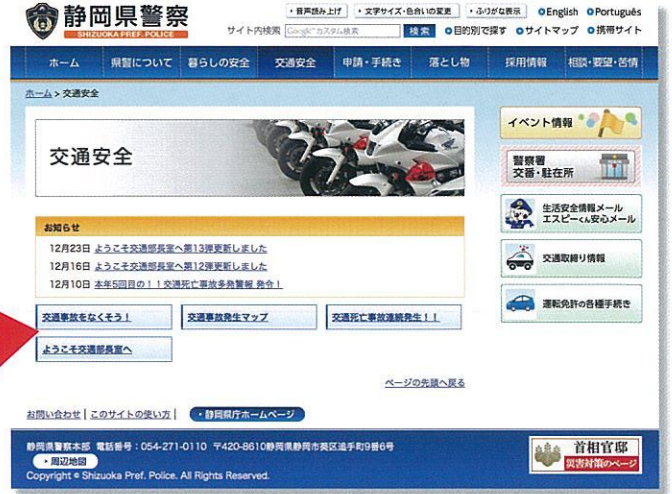 静岡県警察
SHIZUOKA PREF. POLICE
・音声読み上げ ・文字サイズ・色合いの変更 ・ふりがな表示 English Português
サイト内検索 Google カスタム検索 検索 目的別で探す サイトマップ 携帯サイト
ホーム 県警について 暮らしの安全 交通安全 申請・手続き 落とし物 採用情報 相談・要望・苦情
ホーム > 交通安全
交通安全
お知らせ
12月23日 ようこそ交通部長室へ第13弾更新しました
12月16日 ようこそ交通部長室へ第12弾更新しました
12月10日 本年5回目の!!交通死亡事故多発警報 発令!
交通事故をなくそう! 交通事故発生マップ 交通死亡事故連続発生!!
ようこそ交通部長室へ
ページの先頭へ戻る
イベント情報
警察署
交番・駐在所
生活安全情報メール
エスピーくん安心メール
交通取締り情報
運転免許の各種手続き
お問い合わせ | このサイトの使い方 | ・静岡県庁ホームページ
静岡県警察本部 電話番号:054-271-0110 〒420-8610静岡県静岡市葵区追手町9番6号
・周辺地図
Copyright © Shizuoka Pref. Police. All Rights Reserved.
首相官邸
災害対策のページ